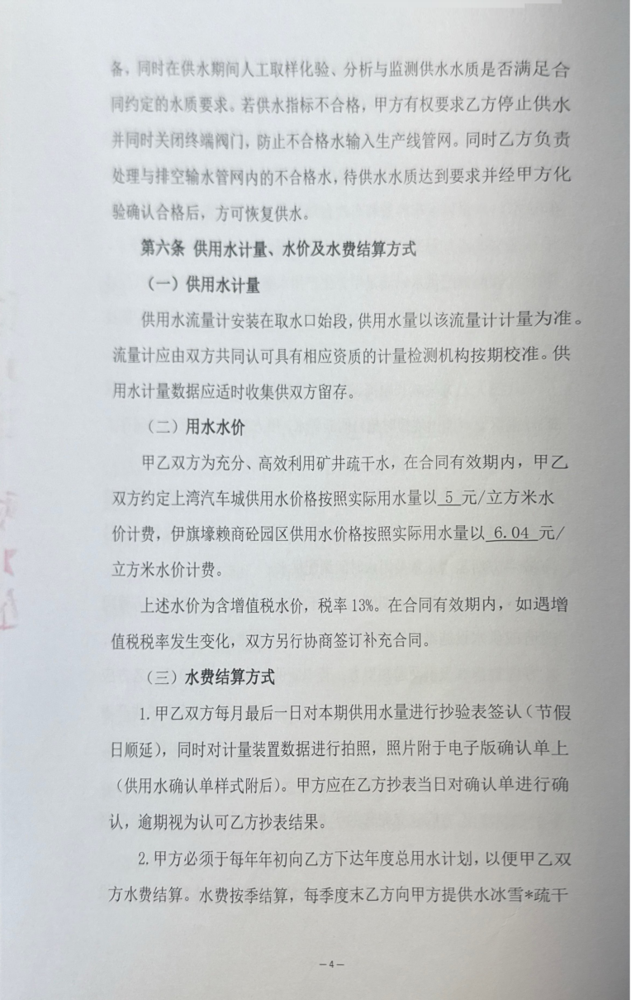 备，同时在供水期间人工取样化验、分析与监测供水水质是否满足合
同约定的水质要求。若供水指标不合格，甲方有权要求乙方停止供水
并同时关闭终端阀门，防止不合格水输入生产线管网。同时乙方负责
处理与排空输水管网内的不合格水，待供水水质达到要求并经甲方化
验确认合格后，方可恢复供水。
第六条 供用水计量、水价及水费结算方式
（一）供用水计量
供用水流量计安装在取水口始段，供用水量以该流量计计量为准。
流量计应由双方共同认可具有相应资质的计量检测机构按期校准。供
用水计量数据应适时收集供双方留存。
（二）用水水价
甲乙双方为充分、高效利用矿井疏干水，在合同有效期内，甲乙
双方约定上湾汽车城供用水价格按照实际用水量以 5 元/立方米水
价计费，伊旗壕赖商砼园区供用水价格按照实际用水量以 6.04 元/
立方米水价计费。
上述水价为含增值税水价，税率 13%。在合同有效期内，如遇增
值税税率发生变化，双方另行协商签订补充合同。
（三）水费结算方式
1.甲乙双方每月最后一日对本期供用水量进行抄验表签认（节假
日顺延），同时对计量装置数据进行拍照，照片附于电子版确认单上
（供用水确认单样式附后）。甲方应在乙方抄表当日对确认单进行确
认，逾期视为认可乙方抄表结果。
2.甲方必须于每年年初向乙方下达年度总用水计划，以便甲乙双
方水费结算。水费按季结算，每季度末乙方向甲方提供水冰雪*疏干
－4－